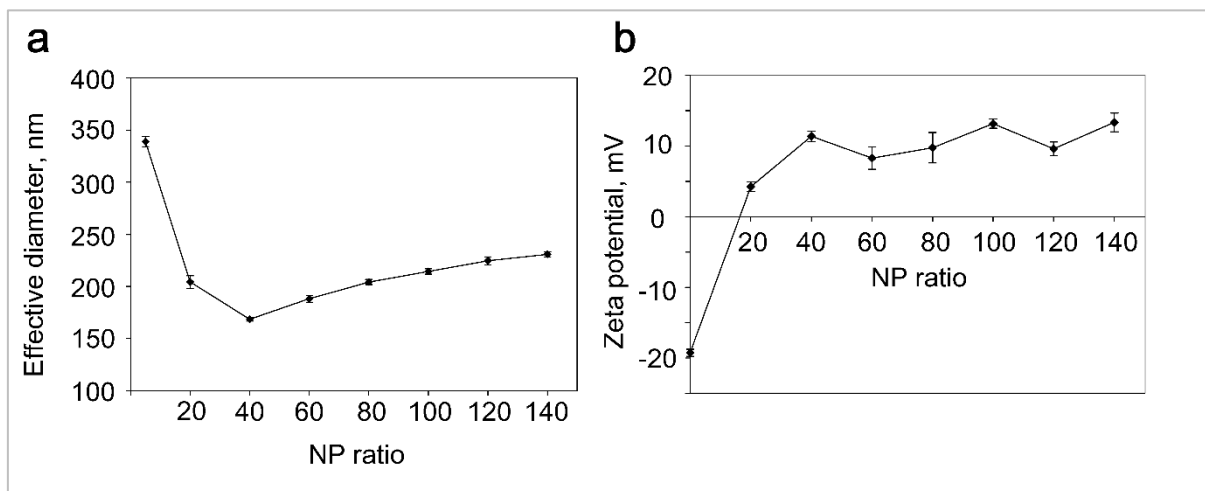 a
400
350
300
250
200
150
100
Effective diameter, nm
20 40 60 80 100 120 140
NP ratio
b
20
10
0
-10
-20
Zeta potential, mV
20 40 60 80 100 120 140
NP ratio